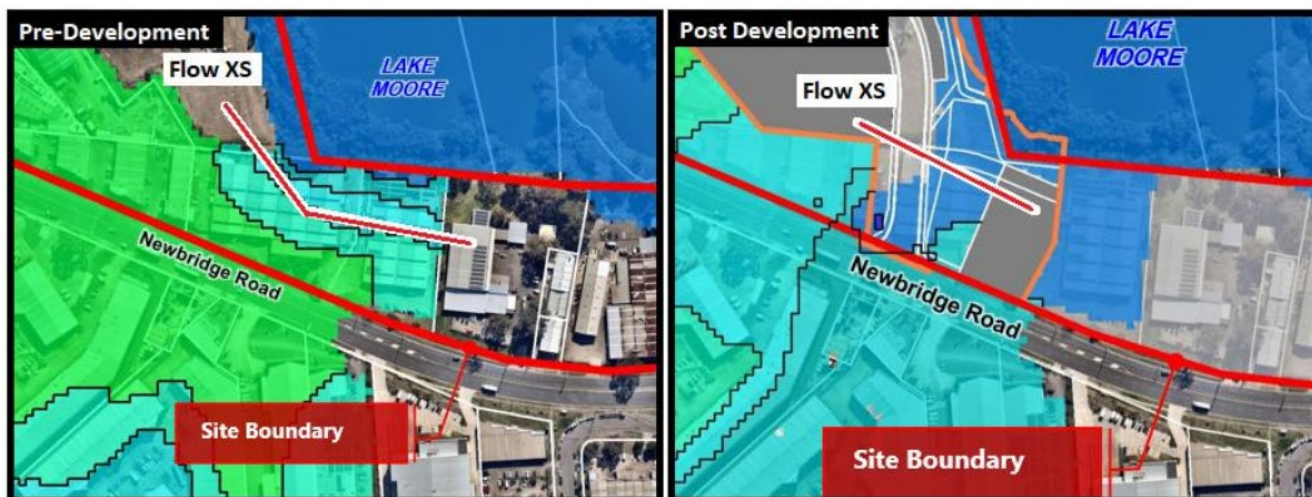 Pre-Development
Flow XS
LAKE
MOORE
Newbridge Road
Site Boundary
Post Development
Flow XS
LAKE
MOORE
Newbridge Road
Site Boundary